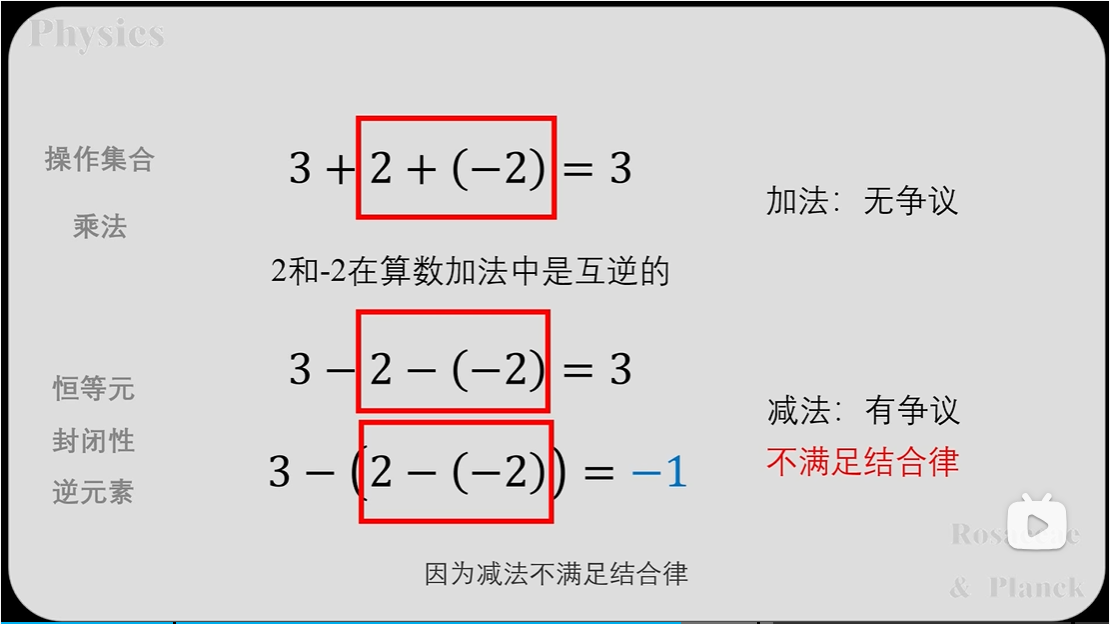 Physics
操作集合
乘法
3 + 2 + (−2) = 3
加法：无争议
2和-2在算数加法中是互逆的
恒等元
封闭性
逆元素
3 − 2 − (−2) = 3
减法：有争议
3 − (2 − (−2)) = −1
不满足结合律
& Planck
因为减法不满足结合律